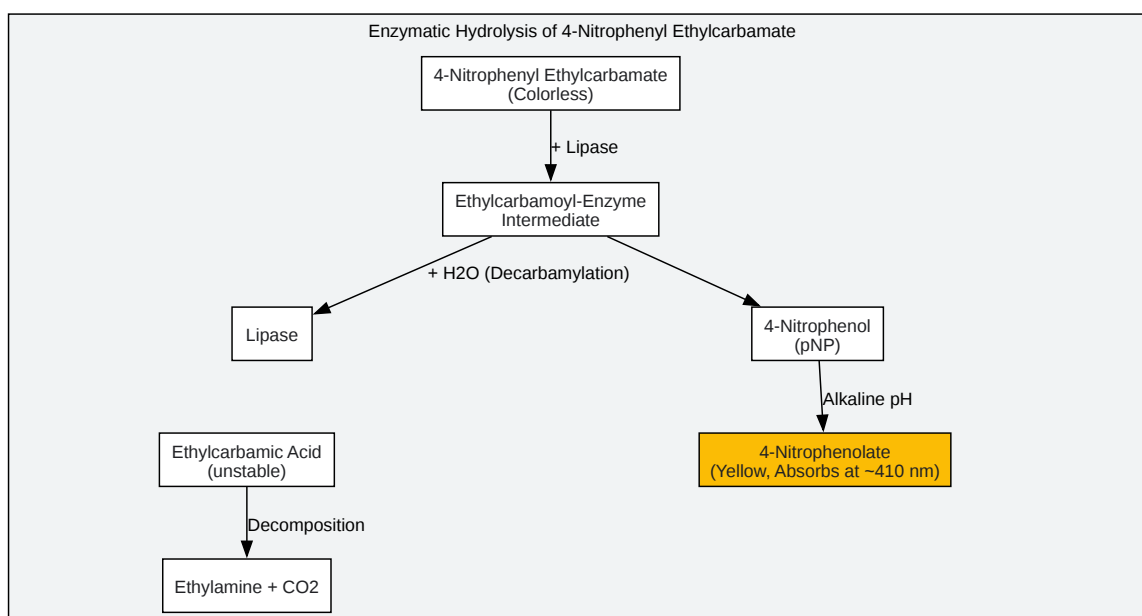 Enzymatic Hydrolysis of 4-Nitrophenyl Ethylcarbamate
4-Nitrophenyl Ethylcarbamate
(Colorless)
+ Lipase
Ethylcarbamoyl-Enzyme
Intermediate
+ H2O (Decarbamylation)
Lipase
4-Nitrophenol
(pNP)
Alkaline pH
Ethylcarbamic Acid
(unstable)
4-Nitrophenolate
(Yellow, Absorbs at ~410 nm)
Decomposition
Ethylamine + CO2